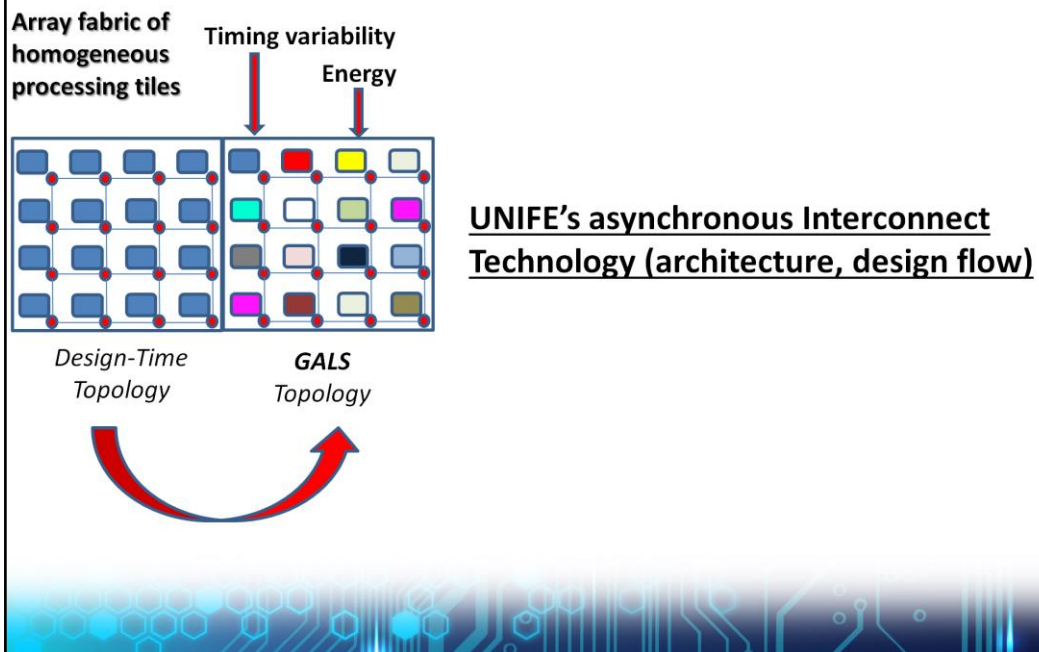 Array fabric of
homogeneous
processing tiles
Timing variability
Energy
Design-Time
Topology
GALS
Topology
UNIFE's asynchronous Interconnect
Technology (architecture, design flow)